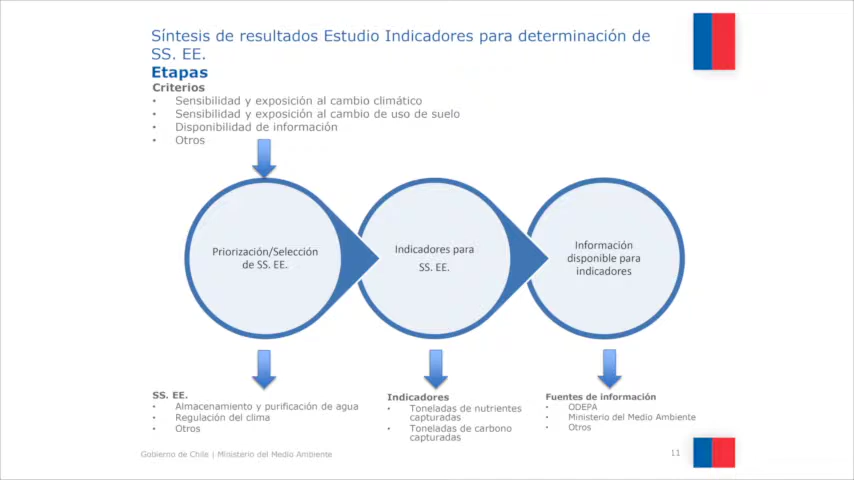 Síntesis de resultados Estudio Indicadores para determinación de
SS. EE.
Etapas
Criterios
• Sensibilidad y exposición al cambio climático
• Sensibilidad y exposición al cambio de uso de suelo
• Disponibilidad de información
• Otros
Priorización/Selección
de SS. EE.
Indicadores para
SS. EE.
Información
disponible para
indicadores
SS. EE.
• Almacenamiento y purificación de agua
• Regulación del clima
• Otros
Indicadores
• Toneladas de nutrientes
capturadas
• Toneladas de carbono
capturadas
Fuentes de información
• ODEPA
• Ministerio del Medio Ambiente
• Otros
Gobierno de Chile | Ministerio del Medio Ambiente
11